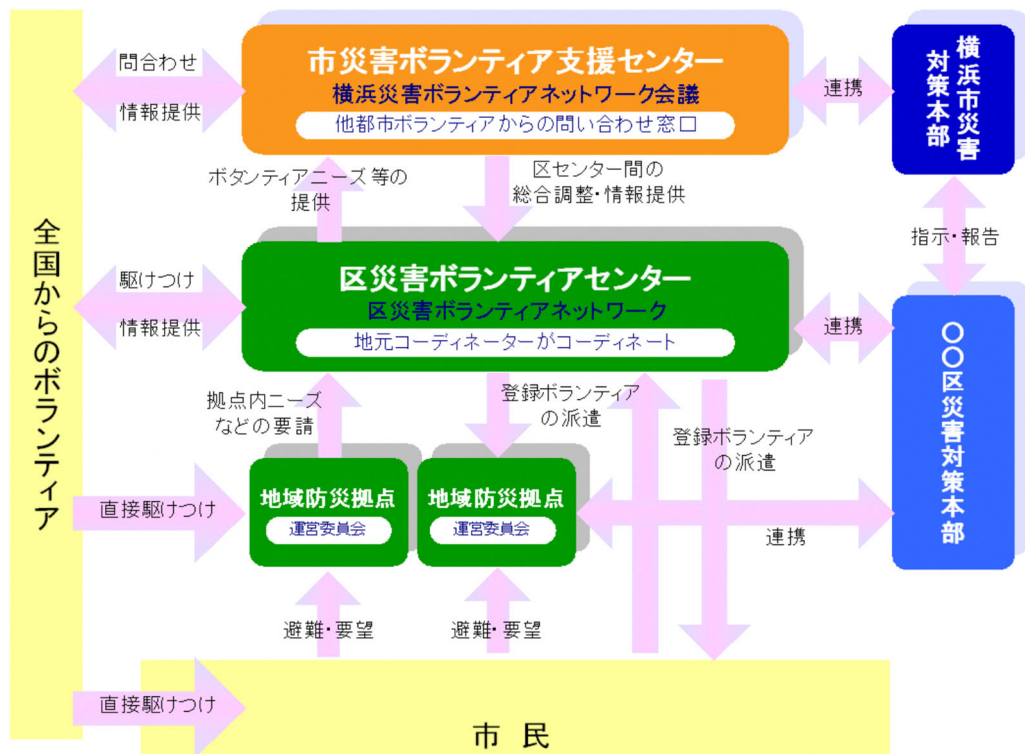 市災害ボランティア支援センター
横浜災害ボランティアネットワーク会議
他都市ボランティアからの問い合わせ窓口
横浜市災害
対策本部
問合わせ
情報提供
連携
ボダンティアニーズ等の
提供
区センター間の
総合調整・情報提供
指示・報告
全国からのボランティア
区災害ボランティアセンター
区災害ボランティアネットワーク
地元コーディネーターがコーディネート
駆けつけ
情報提供
連携
〇〇区災害対策本部
拠点内ニーズ
などの要請
登録ボランティア
の派遣
登録ボランティア
の派遣
地域防災拠点
運営委員会
地域防災拠点
運営委員会
直接駆けつけ
連携
避難・要望
避難・要望
直接駆けつけ
市民